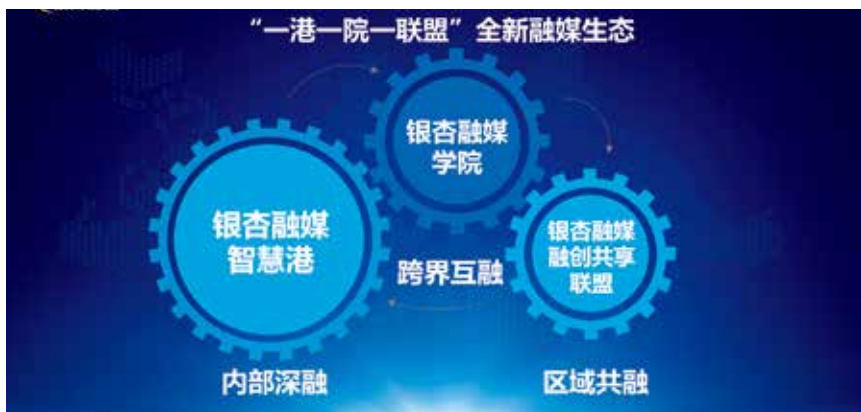 “一港一院一联盟”全新融媒生态
银杏融媒
学院
银杏融媒
智慧港
银杏融媒
融创共享
联盟
跨界互融
内部深融
区域共融